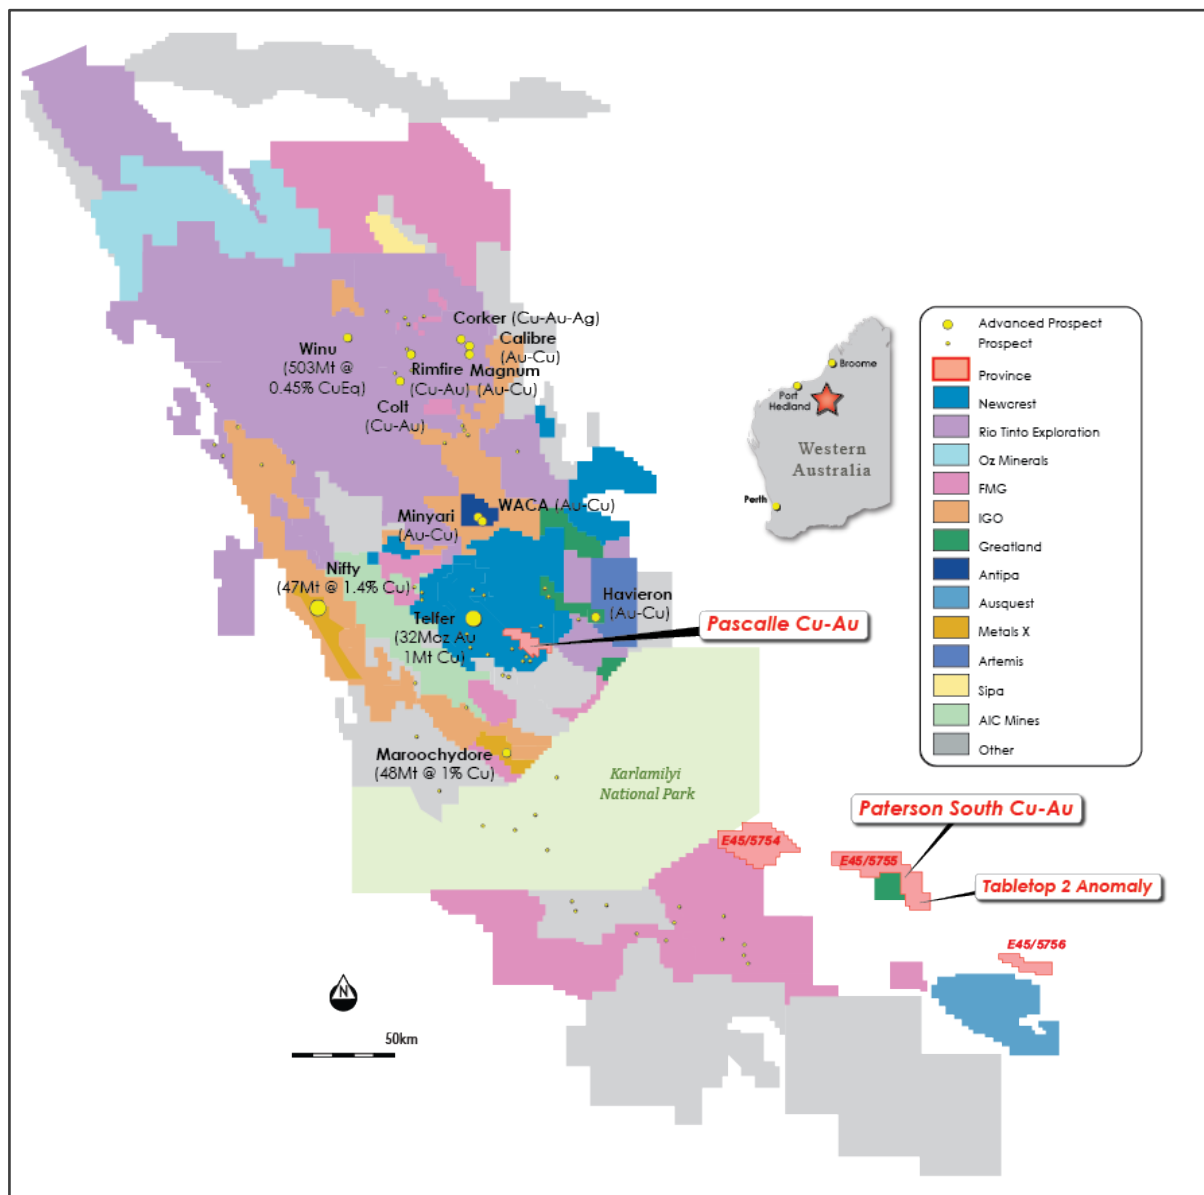 Corker (Cu-Au-Ag)
Calibre
(Au-Cu)
Winu
(503Mt @
0.45% CuEq)
Rimfire
(Cu-Au)
Magnum
(Au-Cu)
Colt
(Cu-Au)
WACA (Au-Cu)
Minyari
(Au-Cu)
Nifty
(47Mt @ 1.4% Cu)
Telfer
(32Moz Au
1Mt Cu)
Havieron
(Au-Cu)
Pascalle Cu-Au
Maroochydore
(48Mt @ 1% Cu)
Karlamilyi
National Park
E45/5754
Paterson South Cu-Au
E45/5755
Tabletop 2 Anomaly
E45/5756
N
50km
Broome
Port
Hedland
Western
Australia
Perth
Advanced Prospect
Prospect
Province
Newcrest
Rio Tinto Exploration
Oz Minerals
FMG
IGO
Greatland
Antipa
Ausquest
Metals X
Artemis
Sipa
AIC Mines
Other